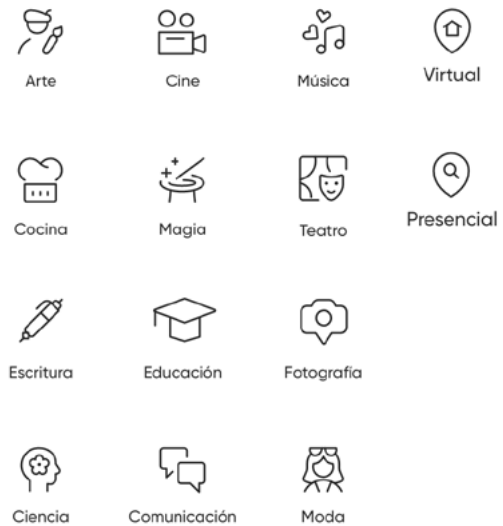 Arte
Cine
Música
Virtual
Cocina
Magia
Teatro
Presencial
Escritura
Educación
Fotografía
Ciencia
Comunicación
Moda